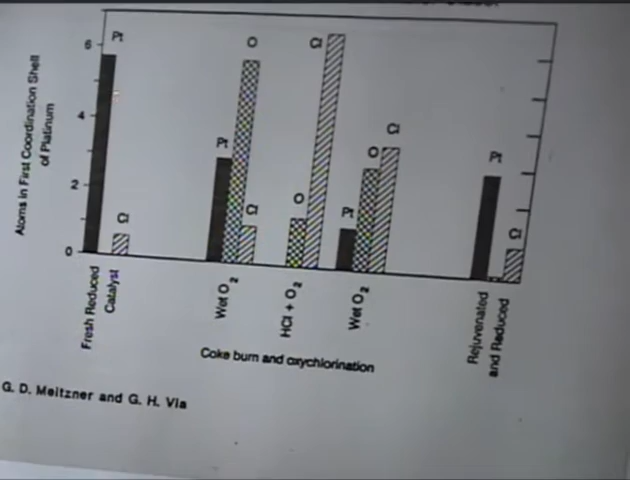 Atoms in First Coordination Shell
of Platinum
6
4
2
0
Pt
Cl
Pt
O
Cl
O
Cl
Pt
O
Cl
Pt
Cl
Fresh Reduced
Catalyst
Wet O₂
HCl + O₂
Wet O₂
Rejuvenated
and Reduced
Coke burn and oxychlorination
G. D. Meitzner and G. H. Via